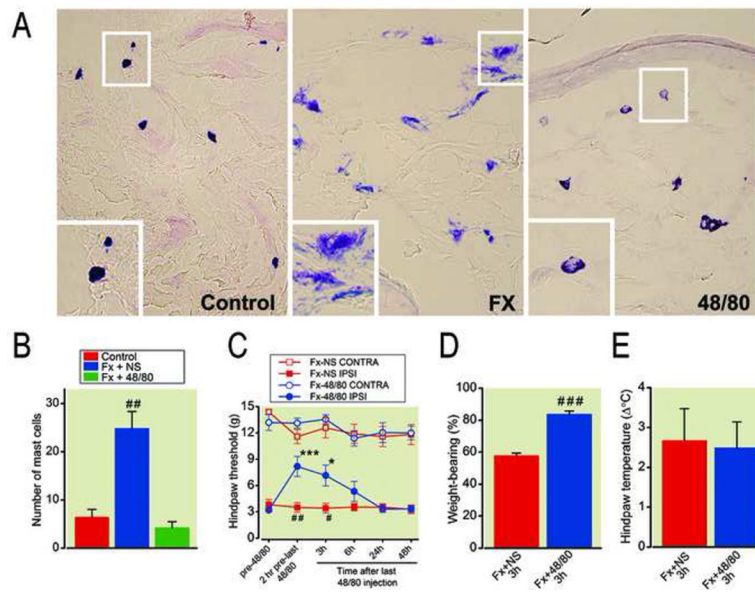 A
Control
FX
48/80
B
Control
Fx + NS
Fx + 48/80
Number of mast cells
30
20
10
0
##
C
Fx-NS CONTRA
Fx-NS IPSI
Fx-48/80 CONTRA
Fx-48/80 IPSI
Hindpaw threshold (g)
15
12
9
6
3
0
***
*
##
#
pre-48/80
2 hr pre-last
48/80
3h
6h
24h
48h
Time after last
48/80 injection
D
Weight-bearing (%)
100
80
60
40
20
0
###
Fx+NS
3h
Fx+48/80
3h
E
Hindpaw temperature (Δ°C)
4
3
2
1
0
Fx+NS
3h
Fx+48/80
3h